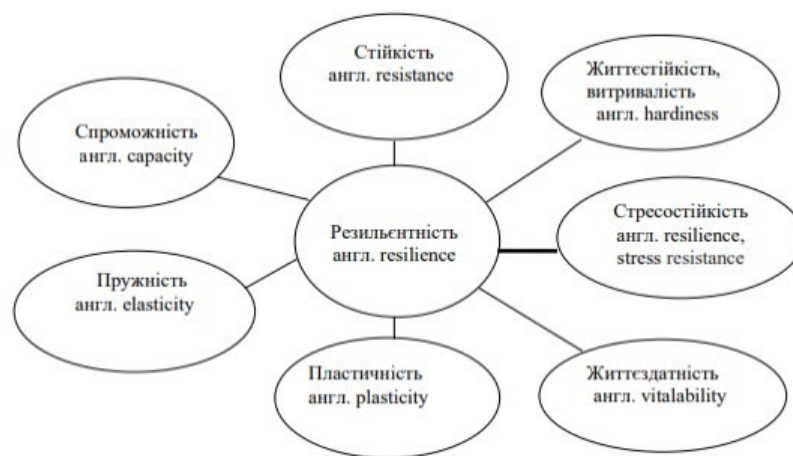 Стійкість
англ. resistance
Життєстійкість,
витривалість
англ. hardiness
Спроможність
англ. capacity
Резильєнтність
англ. resilience
Стресостійкість
англ. resilience,
stress resistance
Пружність
англ. elasticity
Пластичність
англ. plasticity
Життєздатність
англ. vitalability